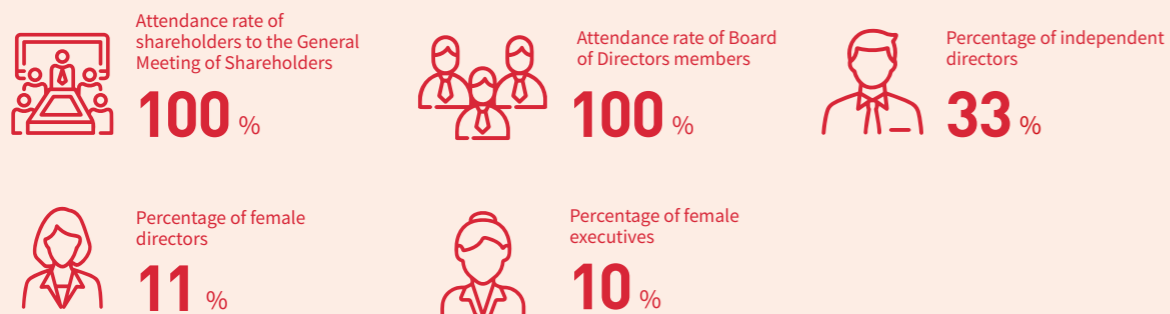 Attendance rate of
shareholders to the General
Meeting of Shareholders
100 %
Attendance rate of Board
of Directors members
100 %
Percentage of independent
directors
33 %
Percentage of female
directors
11 %
Percentage of female
executives
10 %